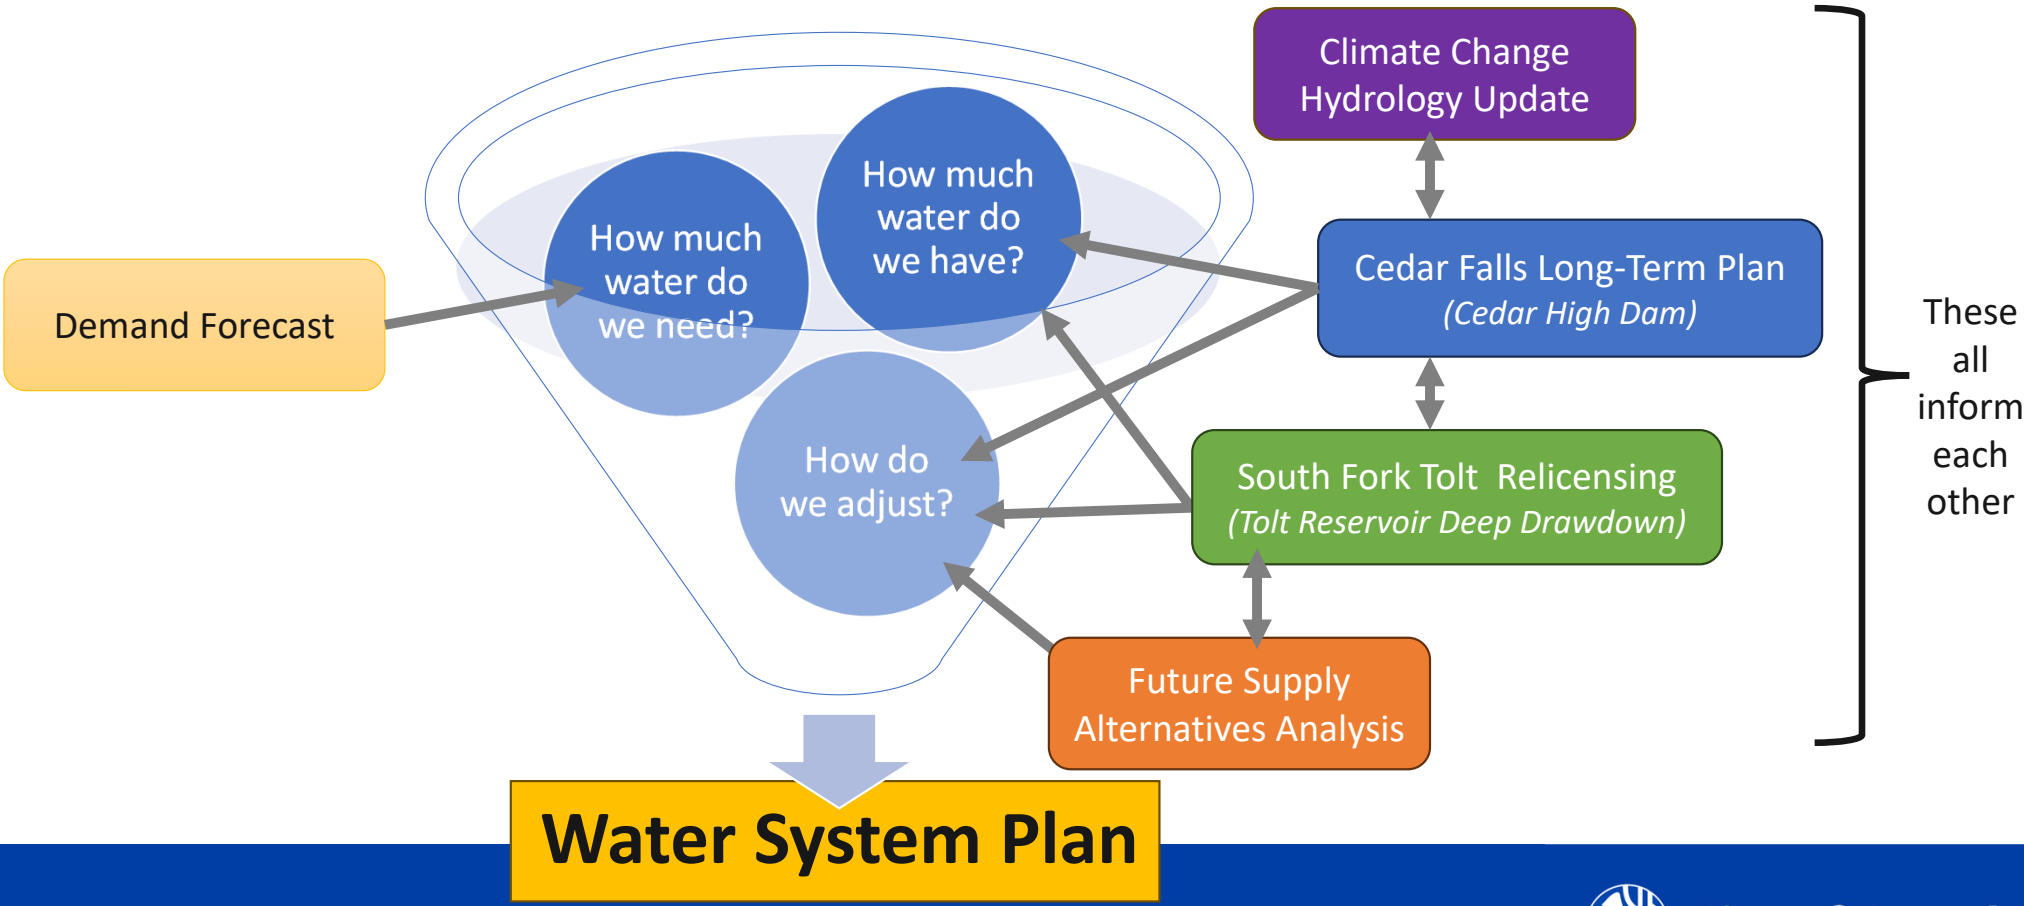 Climate Change
Hydrology Update
How much
water do
we have?
How much
water do
we need?
Cedar Falls Long-Term Plan
(Cedar High Dam)
Demand Forecast
These
all
inform
each
other
How do
we adjust?
South Fork Tolt Relicensing
(Tolt Reservoir Deep Drawdown)
Future Supply
Alternatives Analysis
Water System Plan